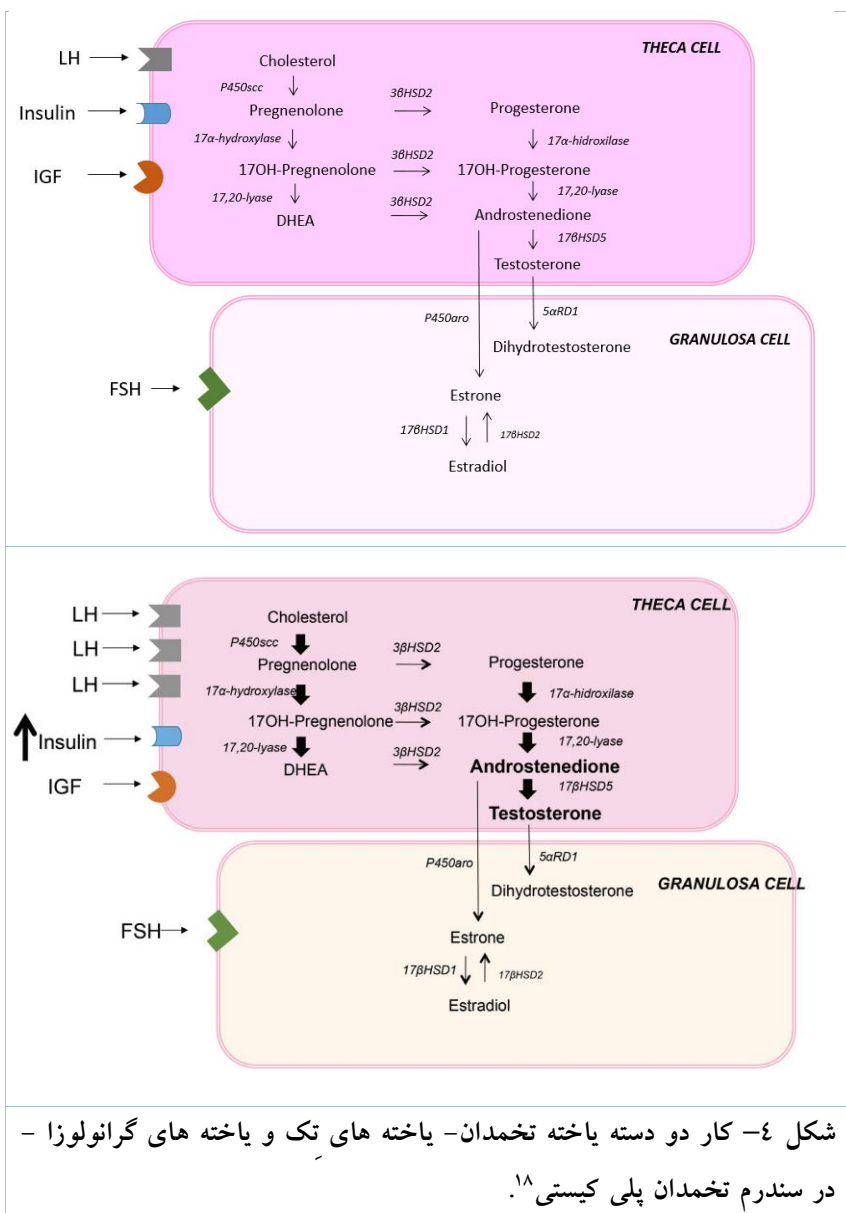 THECA CELL
LH
Cholesterol
P450scc
3βHSD2
Insulin
Pregnenolone
Progesterone
17α-hydroxylase
17α-hidroxilase
3βHSD2
IGF
17OH-Pregnenolone
17OH-Progesterone
17,20-lyase
3βHSD2
17,20-lyase
DHEA
Androstenedione
17βHSD5
Testosterone
P450aro
5αRD1
GRANULOSA CELL
Dihydrotestosterone
FSH
Estrone
17βHSD1
17βHSD2
Estradiol
THECA CELL
LH
Cholesterol
P450scc
3βHSD2
LH
Pregnenolone
Progesterone
LH
17α-hydroxylase
17α-hidroxilase
3βHSD2
17OH-Pregnenolone
17OH-Progesterone
Insulin
17,20-lyase
3βHSD2
17,20-lyase
DHEA
Androstenedione
IGF
17βHSD5
Testosterone
P450aro
5αRD1
Dihydrotestosterone
GRANULOSA CELL
FSH
Estrone
17βHSD1
17βHSD2
Estradiol
شکل ٤– کار دو دسته یاخته تخمدان– یاخته های تِک و یاخته های گرانولوزا –
در سندرم تخمدان پلی کیستی١٨.